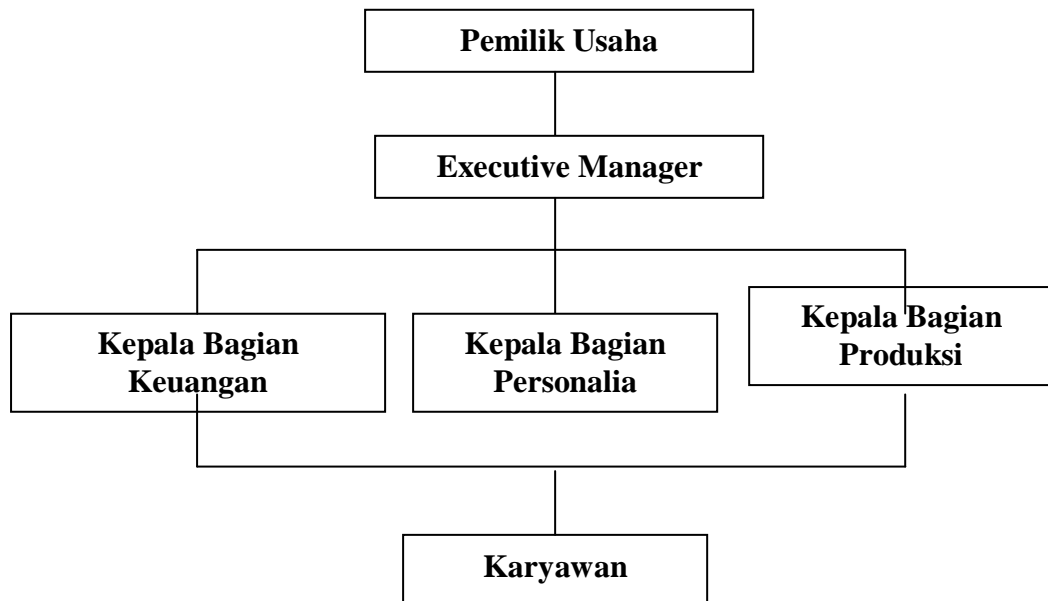 Pemilik Usaha
Executive Manager
Kepala Bagian
Keuangan
Kepala Bagian
Personalia
Kepala Bagian
Produksi
Karyawan